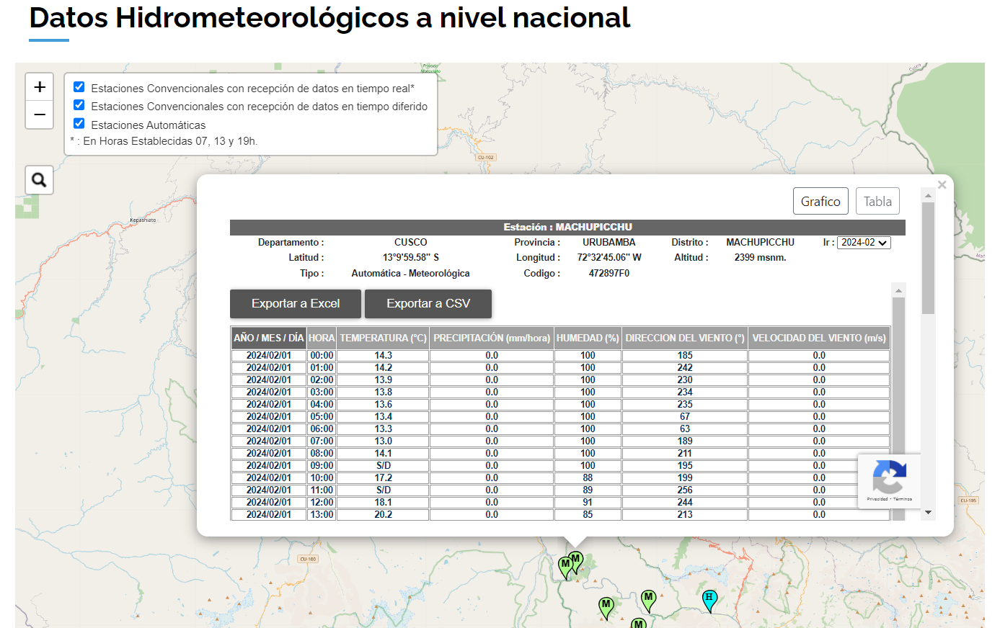 Datos Hidrometeorológicos a nivel nacional
Privado
Materiato
Cusco
+
−
Estaciones Convencionales con recepción de datos en tiempo real*
Estaciones Convencionales con recepción de datos en tiempo diferido
Estaciones Automáticas
* : En Horas Establecidas 07, 13 y 19h.
CU-102
Kepashiato
×
Grafico Tabla
Estación : MACHUPICCHU
Departamento : CUSCO Provincia : URUBAMBA Distrito : MACHUPICCHU Ir : 2024-02
Latitud : 13°9'59.58'' S Longitud : 72°32'45.06'' W Altitud : 2399 msnm.
Tipo : Automática - Meteorológica Codigo : 472897F0
Exportar a Excel Exportar a CSV
AÑO / MES / DÍA HORA TEMPERATURA (°C) PRECIPITACIÓN (mm/hora) HUMEDAD (%) DIRECCION DEL VIENTO (°) VELOCIDAD DEL VIENTO (m/s)
2024/02/01 00:00 14.3 0.0 100 185 0.0
2024/02/01 01:00 14.2 0.0 100 242 0.0
2024/02/01 02:00 13.9 0.0 100 230 0.0
2024/02/01 03:00 13.8 0.0 100 234 0.0
2024/02/01 04:00 13.6 0.0 100 235 0.0
2024/02/01 05:00 13.4 0.0 100 67 0.0
2024/02/01 06:00 13.3 0.0 100 63 0.0
2024/02/01 07:00 13.0 0.0 100 189 0.0
2024/02/01 08:00 14.1 0.0 100 211 0.0
2024/02/01 09:00 S/D 0.0 100 195 0.0
2024/02/01 10:00 17.2 0.0 88 199 0.0
2024/02/01 11:00 S/D 0.0 89 256 0.0
2024/02/01 12:00 18.1 0.0 91 244 0.0
2024/02/01 13:00 20.2 0.0 85 213 0.0
Privacidad - Términos
CU-105
CU-100
M M
M M H
M